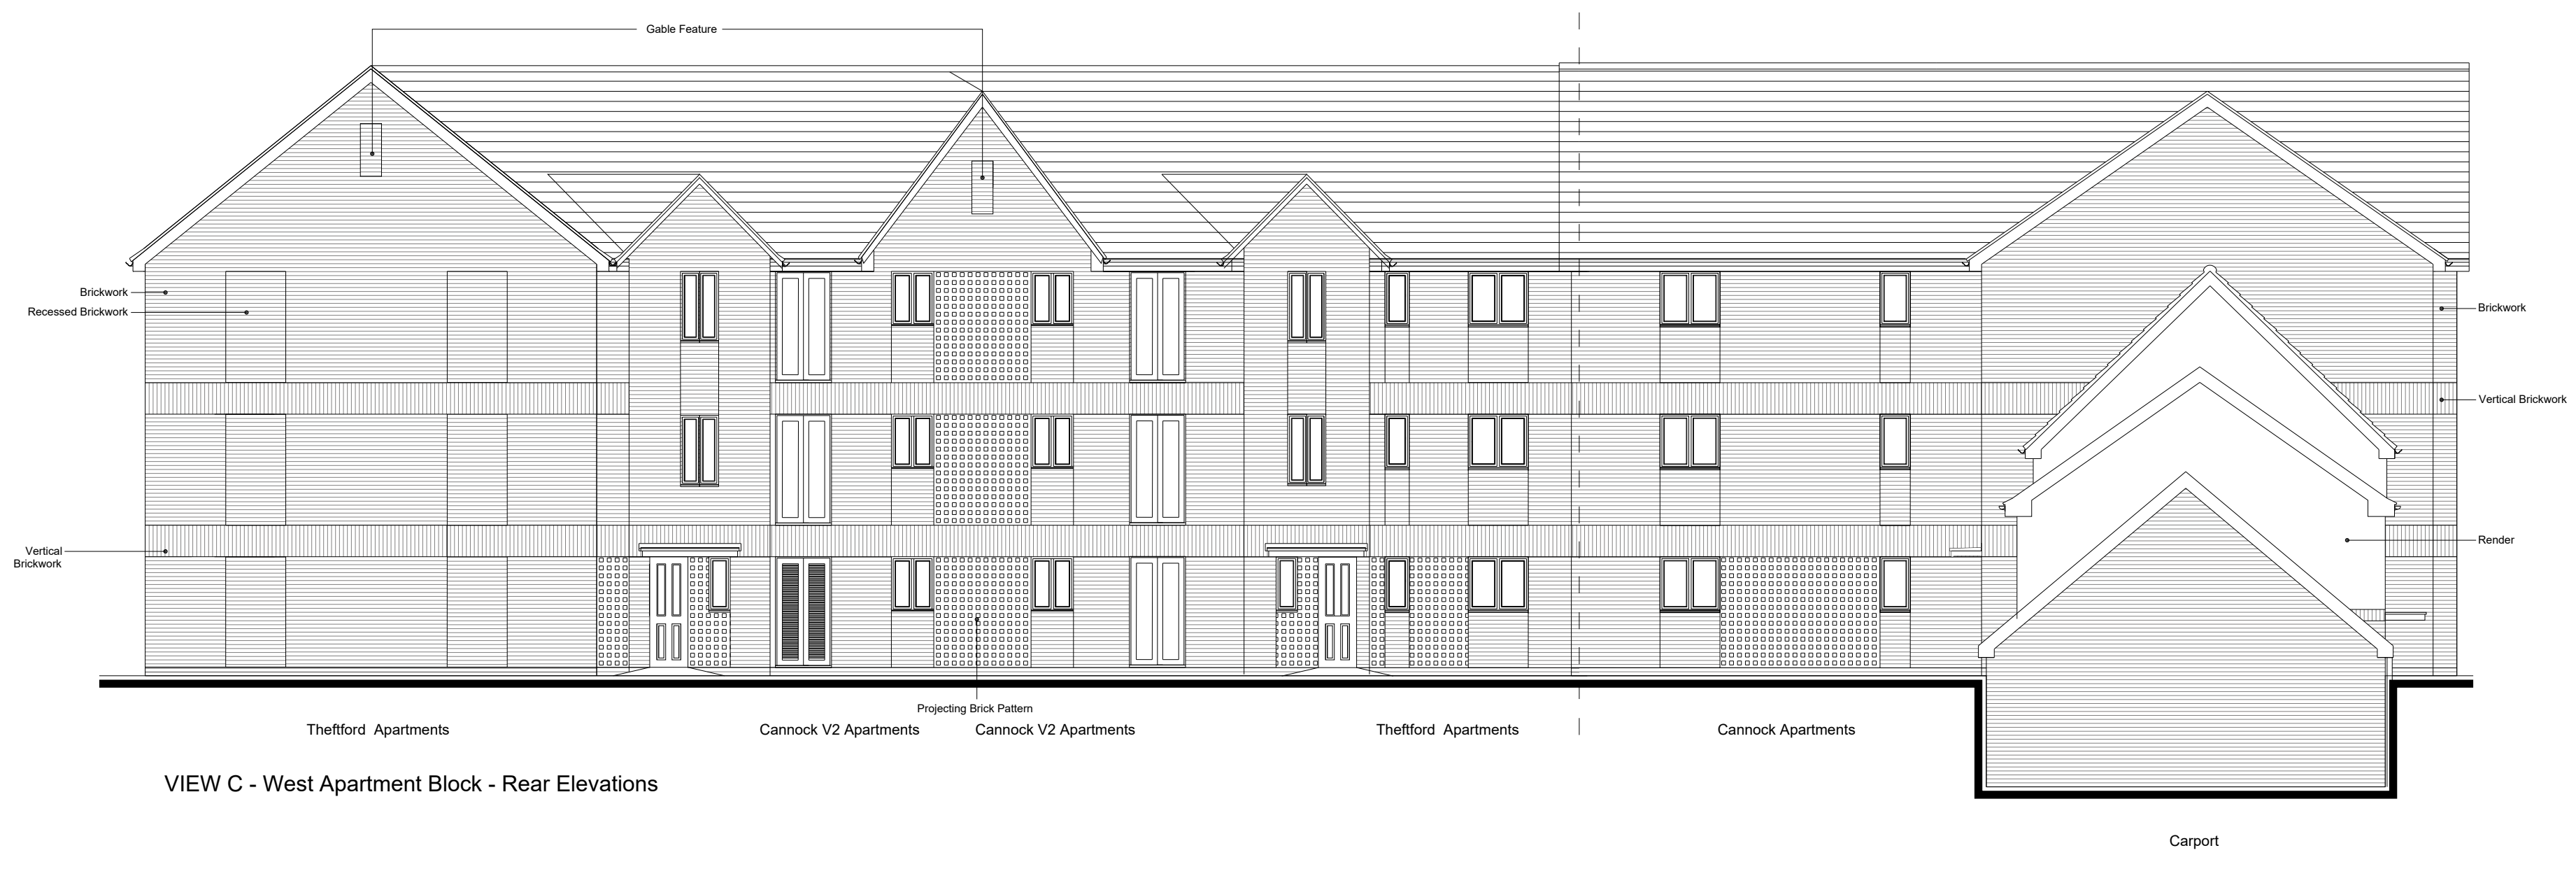 Gable Feature
Brickwork
Recessed Brickwork
Brickwork
Vertical Brickwork
Vertical
Brickwork
Render
Projecting Brick Pattern
Theftford  Apartments
Cannock V2 Apartments
Cannock V2 Apartments
Theftford  Apartments
Cannock Apartments
VIEW C - West Apartment Block - Rear Elevations
Carport